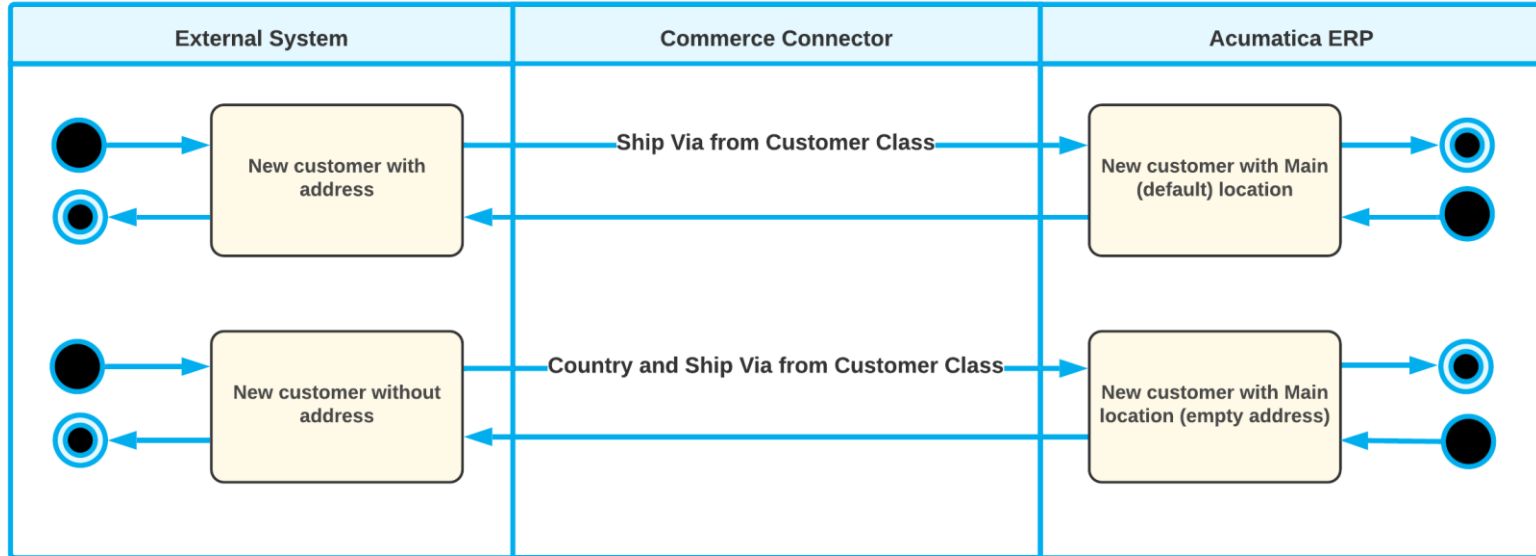 External System
Commerce Connector
Acumatica ERP
Ship Via from Customer Class
New customer with
address
New customer with Main
(default) location
Country and Ship Via from Customer Class
New customer without
address
New customer with Main
location (empty address)